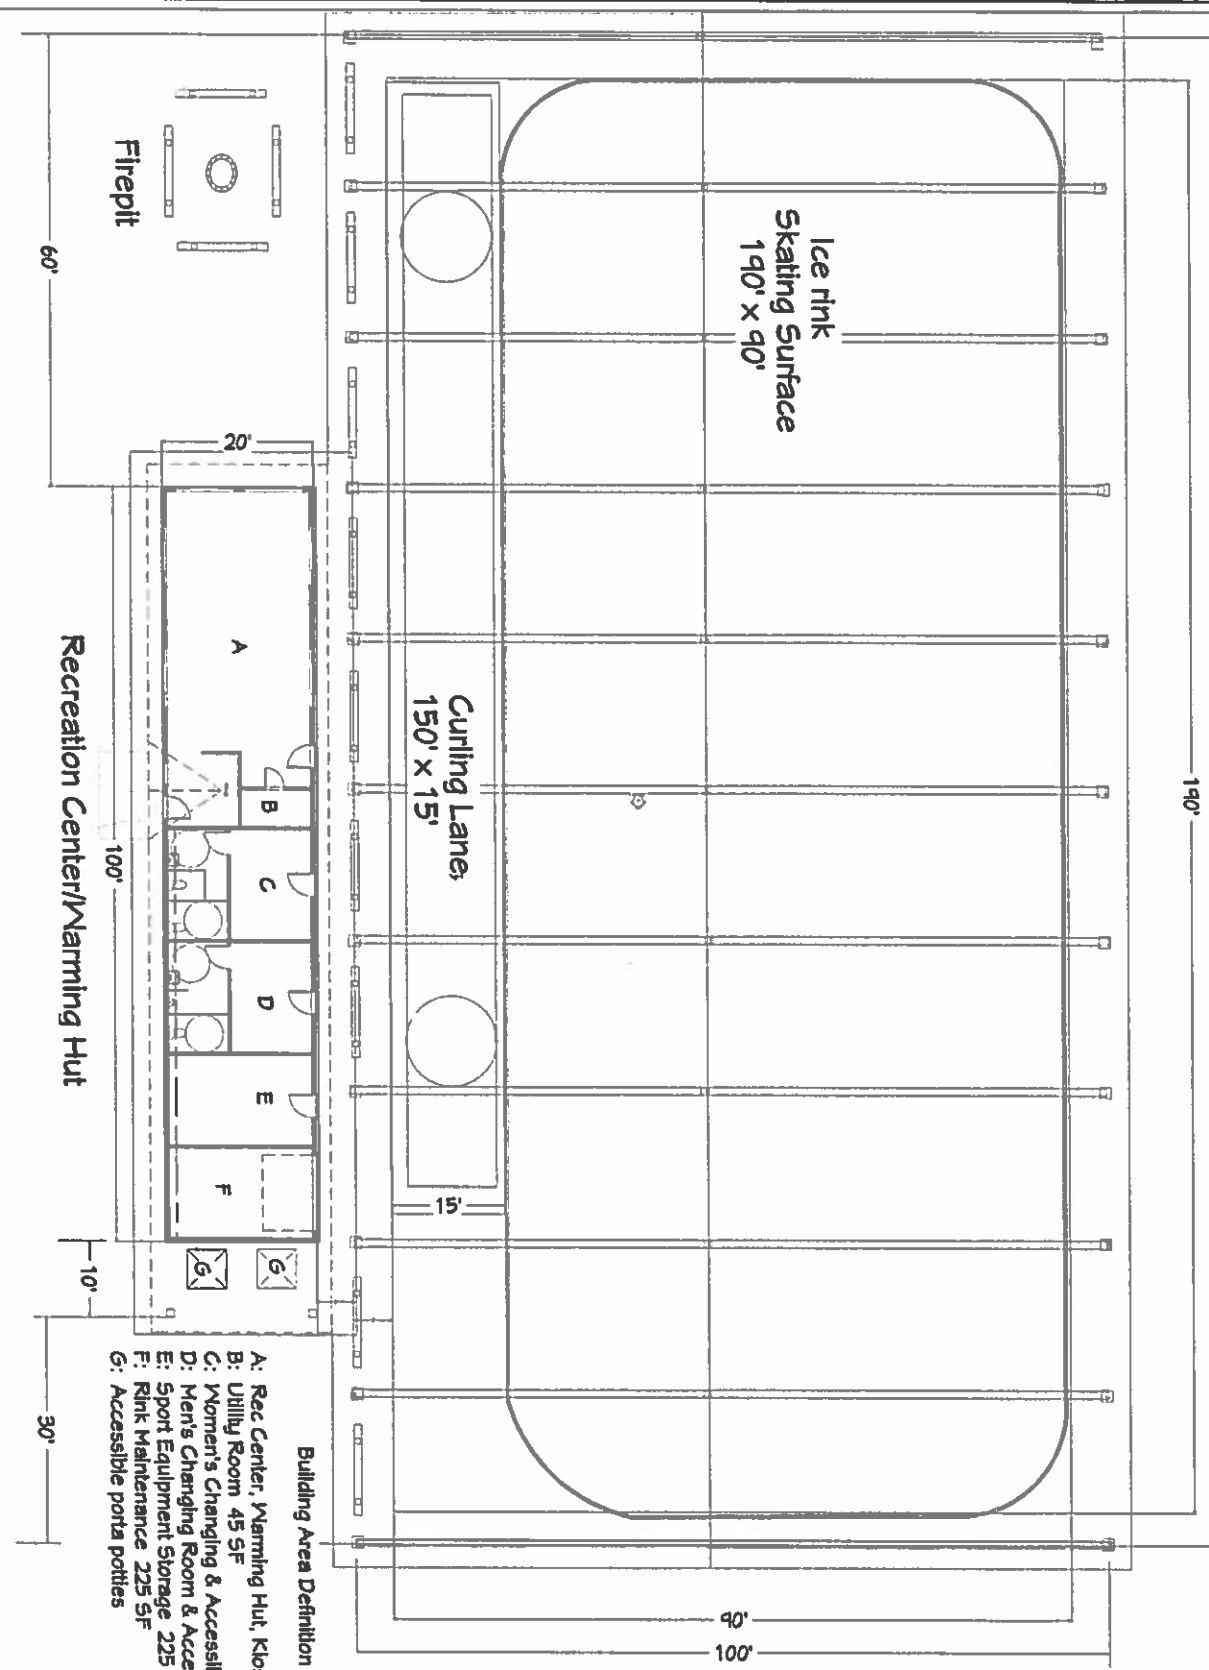 Ice rink
Skating Surface
190' x 90'
190'
Curling Lane,
150' x 15'
15'
90'
100'
Firepit
60'
20'
A
B
C
D
E
F
G
G
100'
10'
30'
Recreation Center/Warming Hut
Building Area Definition
A: Rec Center, Warming Hut,
B: Utility Room 45 SF
C: Women's Changing &
D: Men's Changing Room &
E: Sport Equipment Storage 225
F: Rink Maintenance 225 SF
G: Accessible porta potties